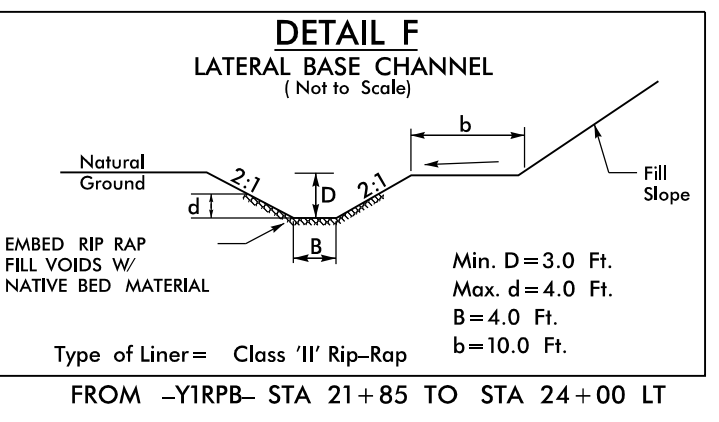 DETAIL F
LATERAL BASE CHANNEL
( Not to Scale)
b
Natural
Ground
2:1
D
2:1
d
Fill
Slope
B
EMBED RIP RAP
FILL VOIDS W/
NATIVE BED MATERIAL
Min. D=3.0 Ft.
Max. d=4.0 Ft.
B=4.0 Ft.
b=10.0 Ft.
Type of Liner= Class 'II' Rip-Rap
FROM -Y1RPB- STA 21+85 TO STA 24+00 LT